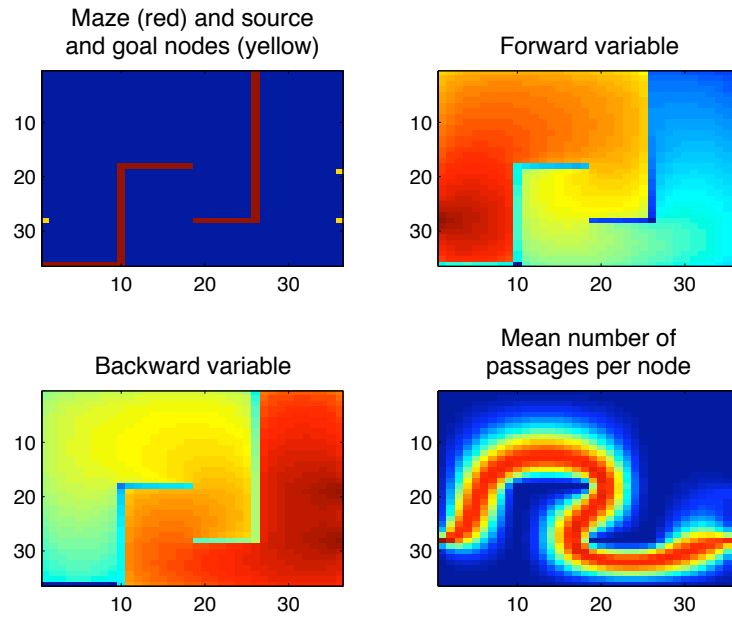 Maze (red) and source
and goal nodes (yellow)
10
20
30
10 20 30
Forward variable
10
20
30
10 20 30
Backward variable
10
20
30
10 20 30
Mean number of
passages per node
10
20
30
10 20 30